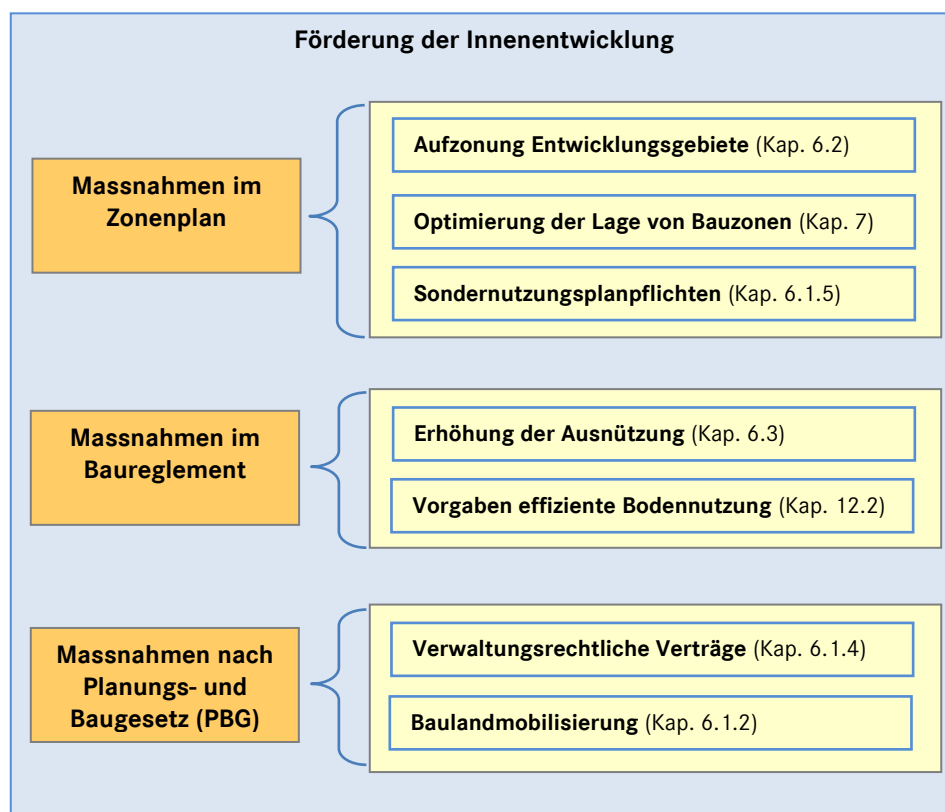 Förderung der Innenentwicklung
Massnahmen im
Zonenplan
Aufzonung Entwicklungsgebiete (Kap. 6.2)
Optimierung der Lage von Bauzonen (Kap. 7)
Sondernutzungsplanpflichten (Kap. 6.1.5)
Massnahmen im
Baureglement
Erhöhung der Ausnützung (Kap. 6.3)
Vorgaben effiziente Bodennutzung (Kap. 12.2)
Massnahmen nach
Planungs- und
Baugesetz (PBG)
Verwaltungsrechtliche Verträge (Kap. 6.1.4)
Baulandmobilisierung (Kap. 6.1.2)